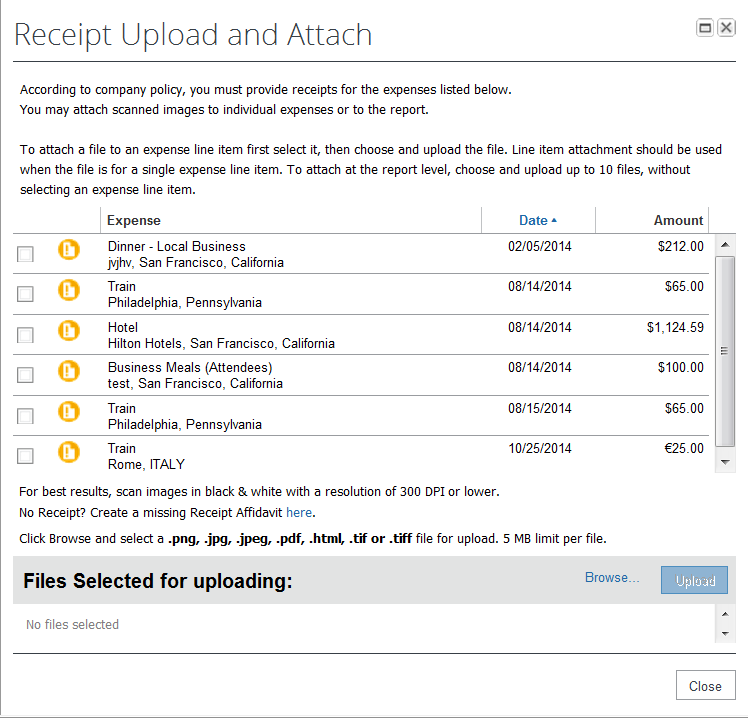 Receipt Upload and Attach
According to company policy, you must provide receipts for the expenses listed below.
You may attach scanned images to individual expenses or to the report.
To attach a file to an expense line item first select it, then choose and upload the file. Line item attachment should be used
when the file is for a single expense line item. To attach at the report level, choose and upload up to 10 files, without
selecting an expense line item.
Expense Date Amount
Dinner - Local Business 02/05/2014 $212.00
jvjhv, San Francisco, California
Train 08/14/2014 $65.00
Philadelphia, Pennsylvania
Hotel 08/14/2014 $1,124.59
Hilton Hotels, San Francisco, California
Business Meals (Attendees) 08/14/2014 $100.00
test, San Francisco, California
Train 08/15/2014 $65.00
Philadelphia, Pennsylvania
Train 10/25/2014 €25.00
Rome, ITALY
For best results, scan images in black & white with a resolution of 300 DPI or lower.
No Receipt? Create a missing Receipt Affidavit here.
Click Browse and select a .png, .jpg, .jpeg, .pdf, .html, .tif or .tiff file for upload. 5 MB limit per file.
Files Selected for uploading: Browse... Upload
No files selected
Close